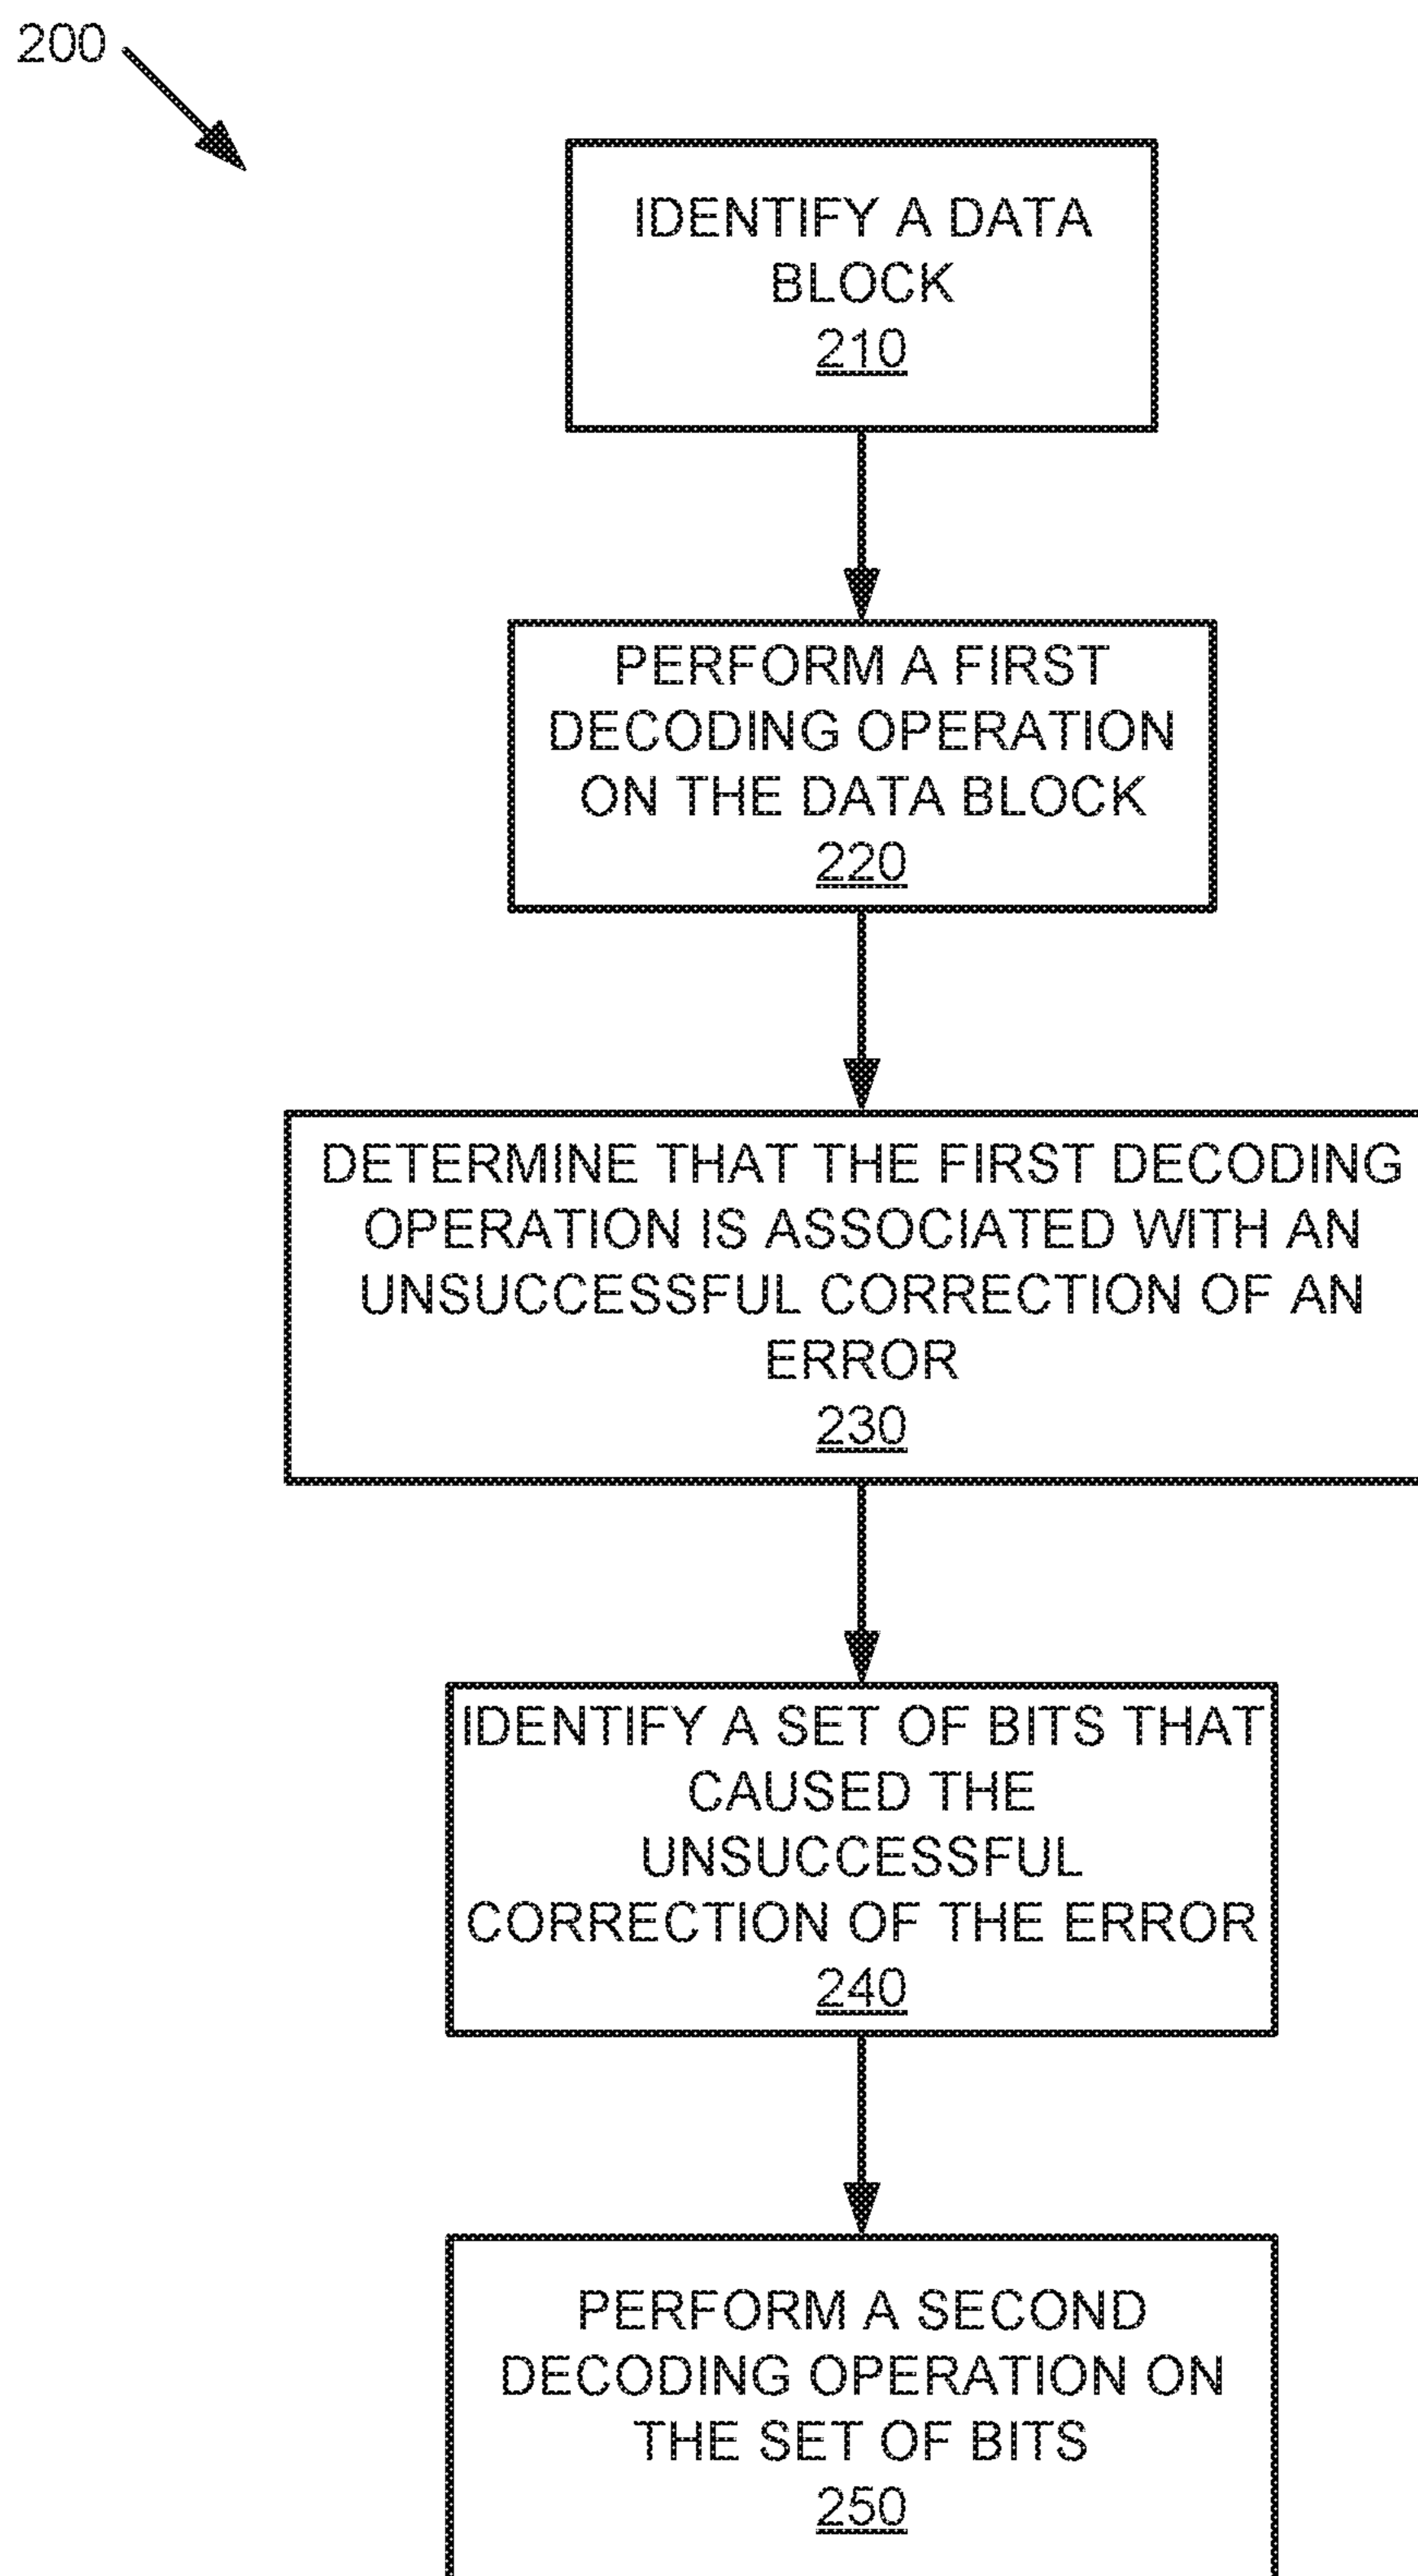 200
IDENTIFY A DATA
BLOCK
210
PERFORM A FIRST
DECODING OPERATION
ON THE DATA BLOCK
220
DETERMINE THAT THE FIRST DECODING
OPERATION IS ASSOCIATED WITH AN
UNSUCCESSFUL CORRECTION OF AN
ERROR
230
IDENTIFY A SET OF BITS THAT
CAUSED THE
UNSUCCESSFUL
CORRECTION OF THE ERROR
240
PERFORM A SECOND
DECODING OPERATION ON
THE SET OF BITS
250